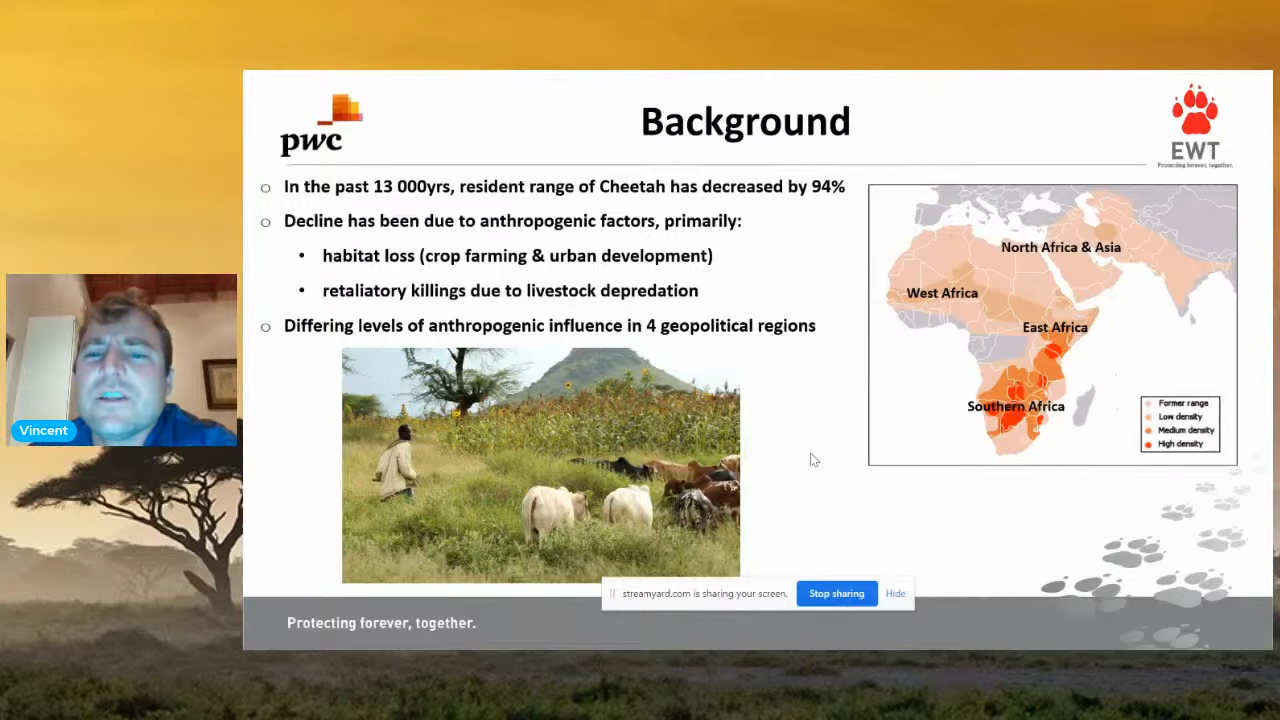 pwc
Background
EWT
Protecting forever, together.
In the past 13 000yrs, resident range of Cheetah has decreased by 94%
Decline has been due to anthropogenic factors, primarily:
habitat loss (crop farming & urban development)
retaliatory killings due to livestock depredation
Differing levels of anthropogenic influence in 4 geopolitical regions
North Africa & Asia
West Africa
East Africa
Southern Africa
Former range
Low density
Medium density
High density
Vincent
streamyard.com is sharing your screen.
Stop sharing
Hide
Protecting forever, together.